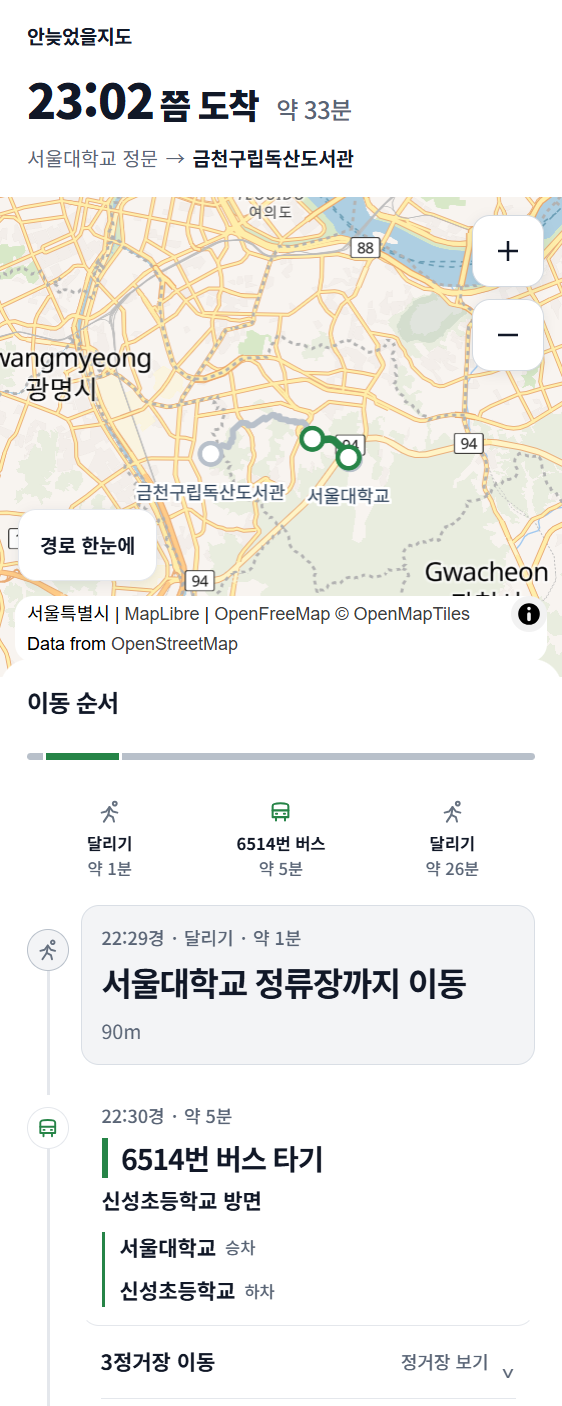 안늦었을지도
23:02 쯤 도착 약 33분
서울대학교 정문 → 금천구립독산도서관
여의도
88
+
−
wangmyeong
광명시
94
94
금천구립독산도서관
서울대학교
경로 한눈에
94
Gwacheon
서울특별시 | MapLibre | OpenFreeMap © OpenMapTiles
Data from OpenStreetMap
이동 순서
달리기 6514번 버스 달리기
약 1분 약 5분 약 26분
22:29경 · 달리기 · 약 1분
서울대학교 정류장까지 이동
90m
22:30경 · 약 5분
6514번 버스 타기
신성초등학교 방면
서울대학교 승차
신성초등학교 하차
3정거장 이동 정거장 보기